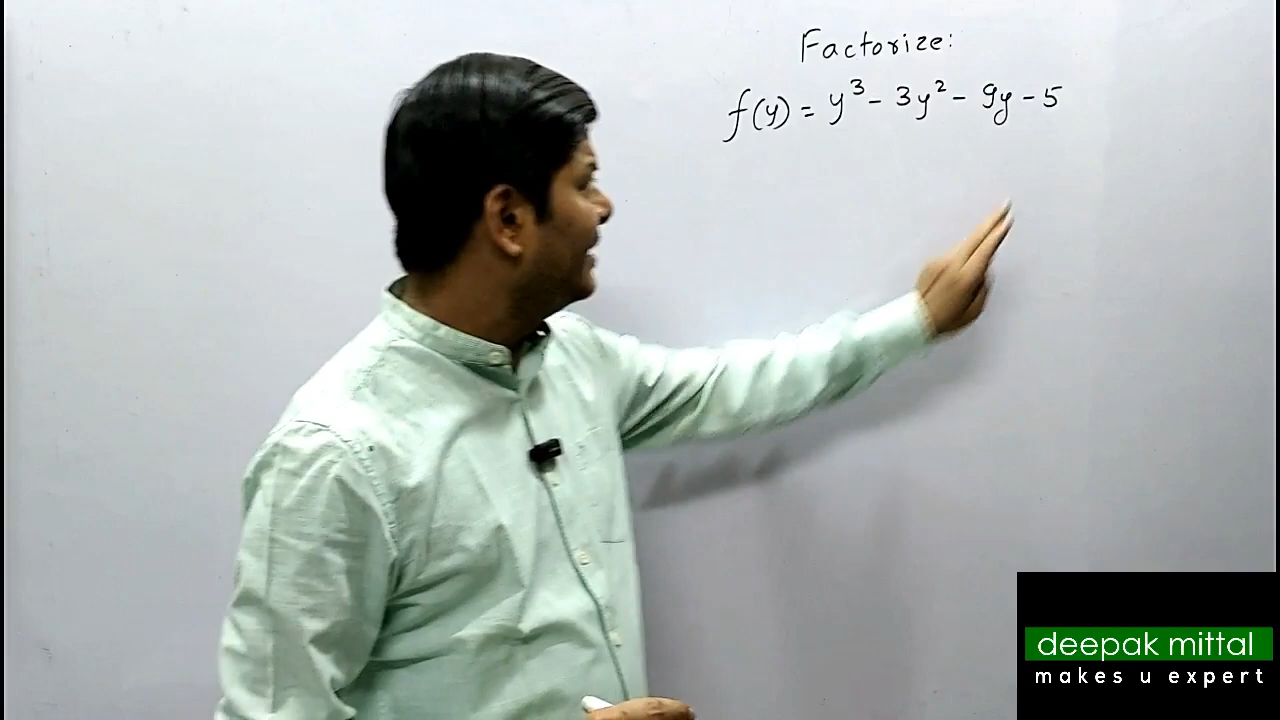 Factorize:
f(y) = y³ - 3y² - 9y - 5
deepak mittal
makes u expert